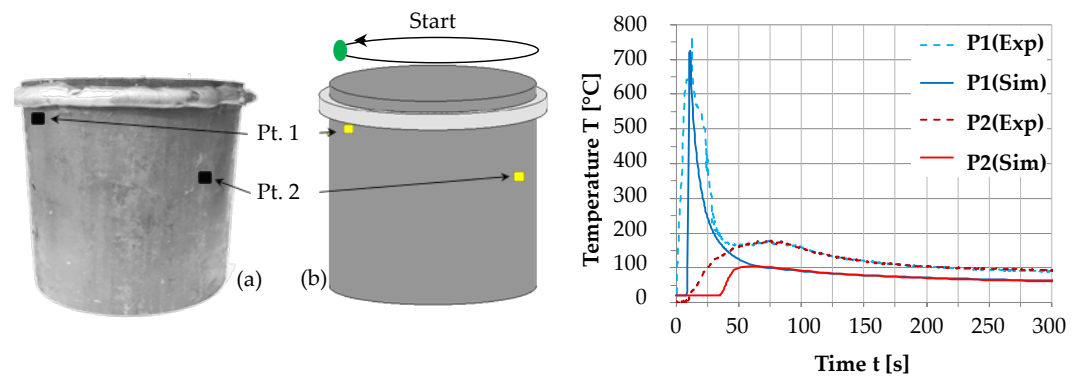 Start
Pt. 1
Pt. 2
(a)
(b)
Temperature T [°C]
800
700
600
500
400
300
200
100
0
P1(Exp)
P1(Sim)
P2(Exp)
P2(Sim)
0 50 100 150 200 250 300
Time t [s]